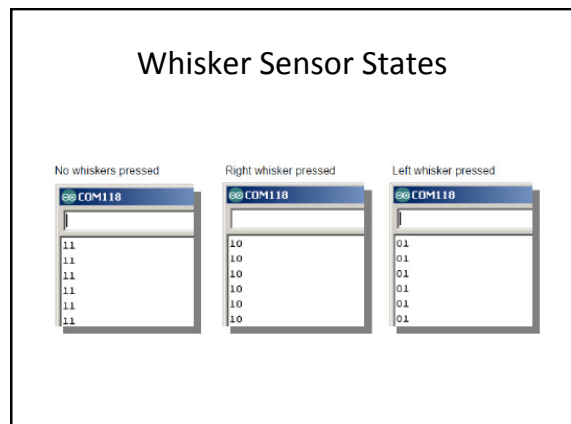 Whisker Sensor States
No whiskers pressed
COM118
11
11
11
11
11
11
Right whisker pressed
COM118
10
10
10
10
10
10
Left whisker pressed
COM118
01
01
01
01
01
01